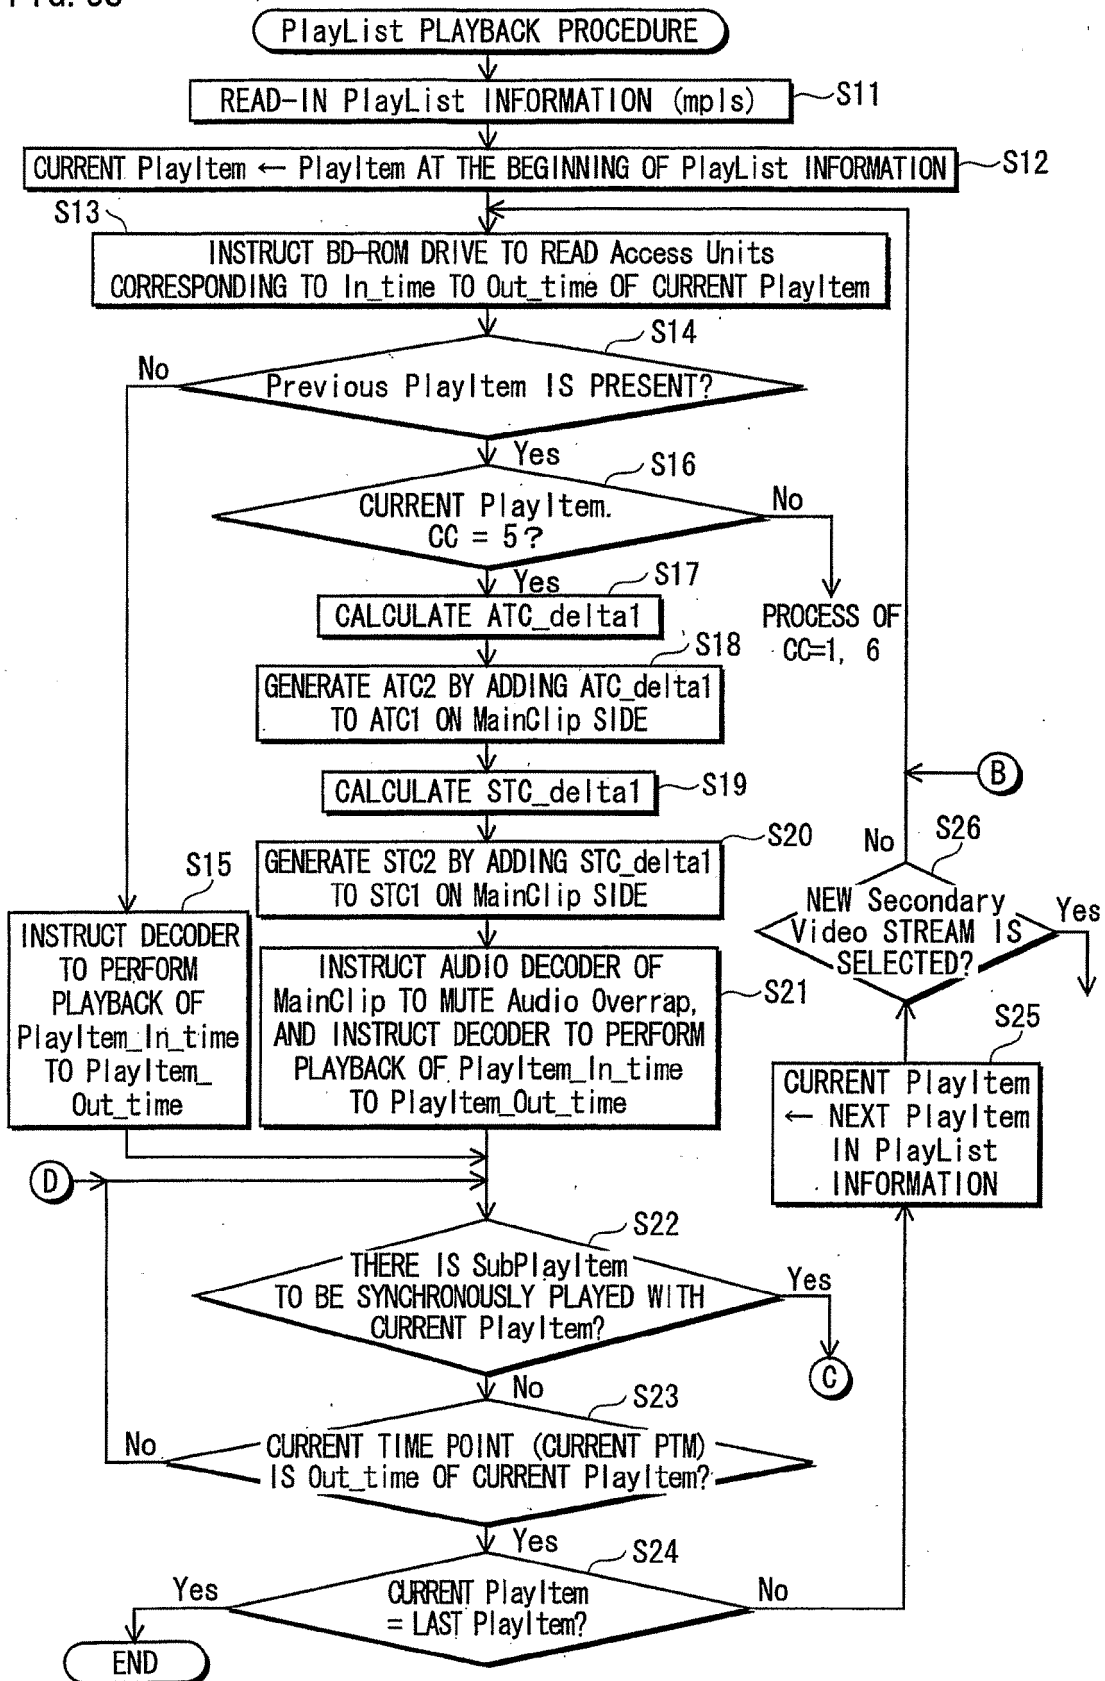 PlayList PLAYBACK PROCEDURE
READ-IN PlayList INFORMATION (mpls)
S11
CURRENT PlayItem ← PlayItem AT THE BEGINNING OF PlayList INFORMATION
S12
S13
INSTRUCT BD-ROM DRIVE TO READ Access Units
CORRESPONDING TO In_time TO Out_time OF CURRENT PlayItem
S14
No
Previous PlayItem IS PRESENT?
Yes
S16
CURRENT PlayItem.
CC = 5?
No
Yes
S17
CALCULATE ATC_delta1
PROCESS OF
CC=1, 6
S18
GENERATE ATC2 BY ADDING ATC_delta1
TO ATC1 ON MainClip SIDE
CALCULATE STC_delta1
S19
B
S20
GENERATE STC2 BY ADDING STC_delta1
TO STC1 ON MainClip SIDE
S15
INSTRUCT DECODER
TO PERFORM
PLAYBACK OF
PlayItem_In_time
TO PlayItem_
Out_time
INSTRUCT AUDIO DECODER OF
MainClip TO MUTE Audio Overrap,
AND INSTRUCT DECODER TO PERFORM
PLAYBACK OF PlayItem_In_time
TO PlayItem_Out_time
S21
No
S26
NEW Secondary
Video STREAM IS
SELECTED?
Yes
S25
CURRENT PlayItem
← NEXT PlayItem
IN PlayList
INFORMATION
D
S22
THERE IS SubPlayItem
TO BE SYNCHRONOUSLY PLAYED WITH
CURRENT PlayItem?
Yes
C
No
S23
No
CURRENT TIME POINT (CURRENT PTM)
IS Out_time OF CURRENT PlayItem?
Yes
S24
Yes
CURRENT PlayItem
= LAST PlayItem?
No
END